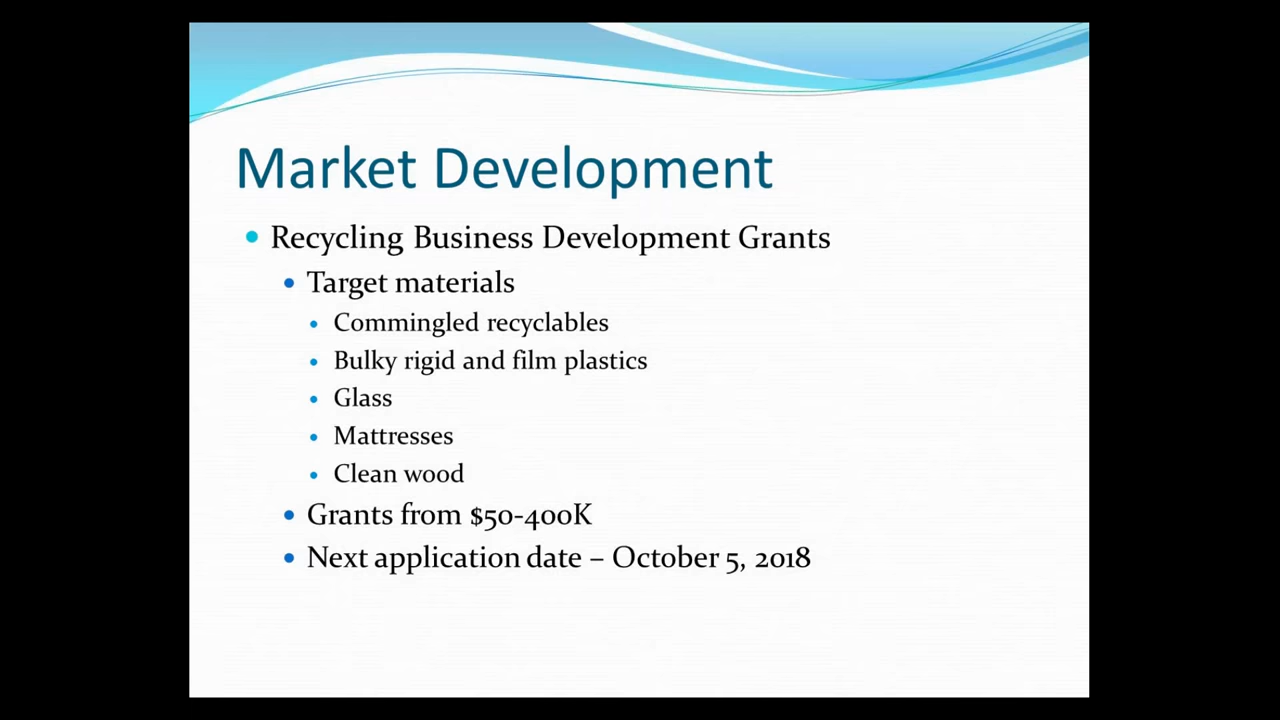 Market Development
• Recycling Business Development Grants
• Target materials
• Commingled recyclables
• Bulky rigid and film plastics
• Glass
• Mattresses
• Clean wood
• Grants from $50-400K
• Next application date – October 5, 2018